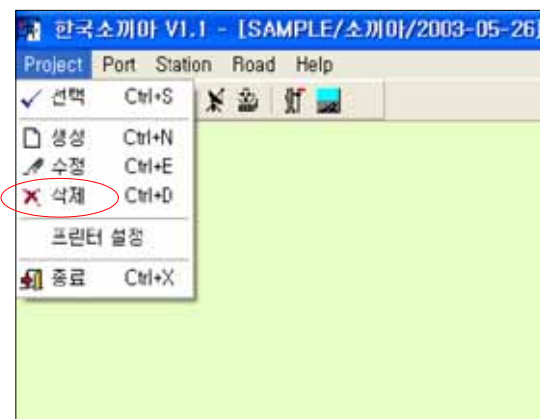 한국소끼아 V1.1 - [SAMPLE/소끼아/2003-05-26]
Project Port Station Road Help
선택 Ctrl+S
생성 Ctrl+N
수정 Ctrl+E
삭제 Ctrl+D
프린터 설정
종료 Ctrl+X